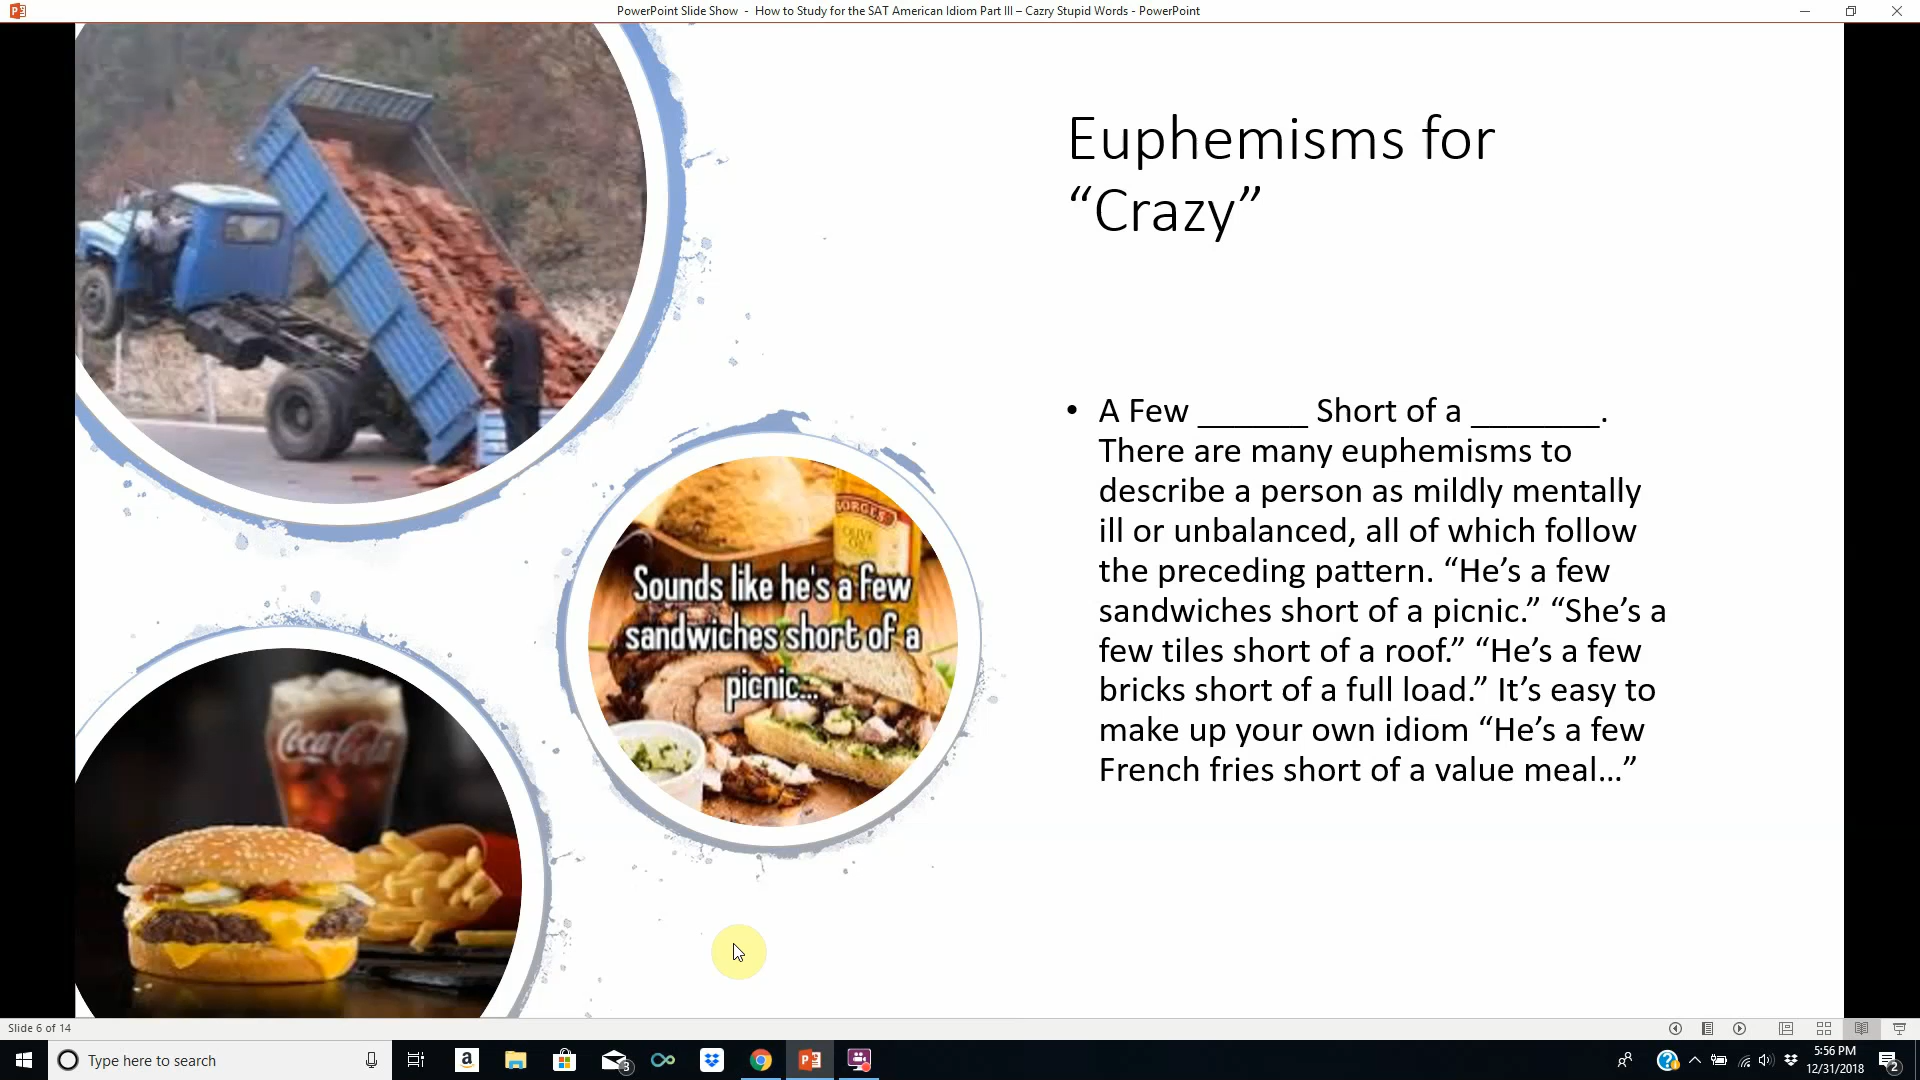 PowerPoint Slide Show - How to Study for the SAT American Idiom Part III – Cazry Stupid Words - PowerPoint
Euphemisms for
“Crazy”
• A Few ______ Short of a _______.
There are many euphemisms to
describe a person as mildly mentally
ill or unbalanced, all of which follow
the preceding pattern. “He’s a few
sandwiches short of a picnic.” “She’s a
few tiles short of a roof.” “He’s a few
bricks short of a full load.” It’s easy to
make up your own idiom “He’s a few
French fries short of a value meal…”
BORGES
OLIVE
OIL
Sounds like he's a few
sandwiches short of a
picnic...
Coca-Cola
Slide 6 of 14
Type here to search
a
3
5:56 PM
12/31/2018
2